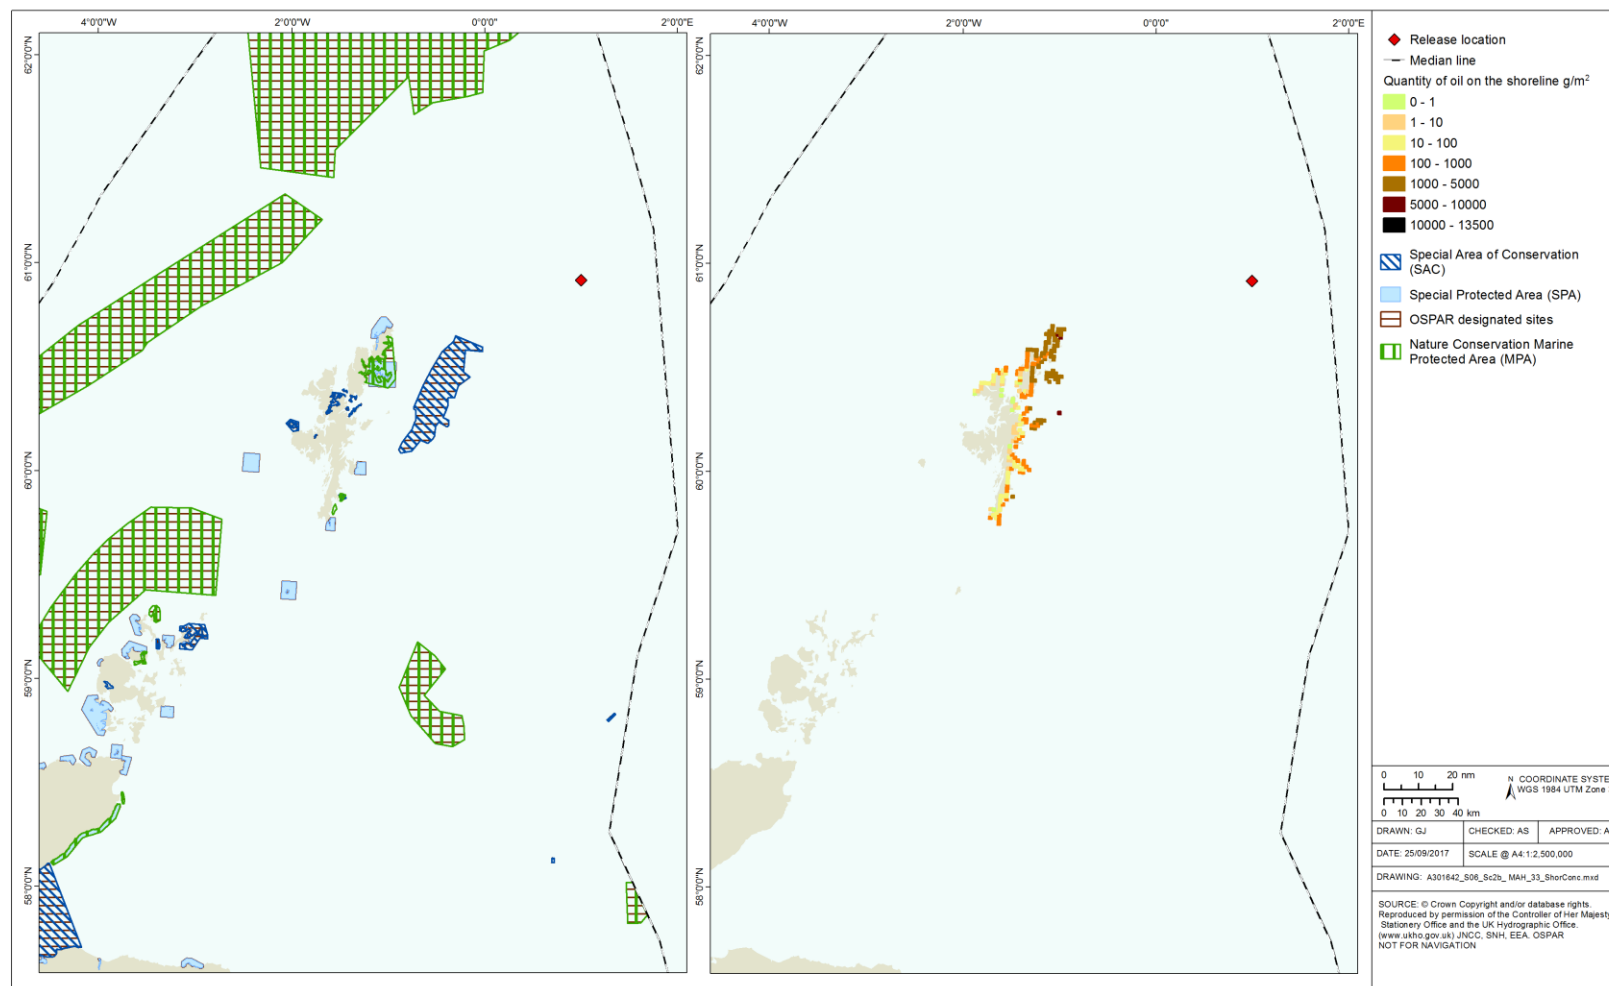 4°0'0"W 2°0'0"W 0°0'0" 2°0'0"E
4°0'0"W 2°0'0"W 0°0'0" 2°0'0"E
62°0'0"N
61°0'0"N
60°0'0"N
59°0'0"N
58°0'0"N
62°0'0"N
61°0'0"N
60°0'0"N
59°0'0"N
58°0'0"N
Release location
Median line
Quantity of oil on the shoreline g/m²
0 - 1
1 - 10
10 - 100
100 - 1000
1000 - 5000
5000 - 10000
10000 - 13500
Special Area of Conservation
(SAC)
Special Protected Area (SPA)
OSPAR designated sites
Nature Conservation Marine
Protected Area (MPA)
0 10 20 nm
0 10 20 30 40 km
N COORDINATE SYSTE
WGS 1984 UTM Zone
DRAWN: GJ CHECKED: AS APPROVED: A
DATE: 25/09/2017 SCALE @ A4:1:2,500,000
DRAWING: A301642_S06_Sc2b_ MAH_33_ShorConc.mxd
SOURCE: © Crown Copyright and/or database rights.
Reproduced by permission of the Controller of Her Majesty
Stationery Office and the UK Hydrographic Office.
(www.ukho.gov.uk) JNCC, SNH, EEA. OSPAR
NOT FOR NAVIGATION